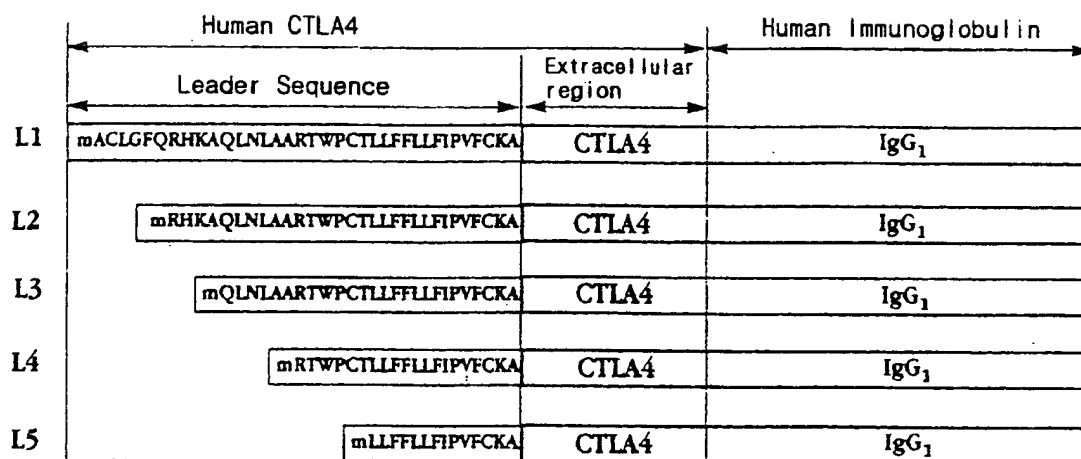 Human CTLA4 Human Immunoglobulin
Leader Sequence Extracellular region
L1 mACLGFQRHKAQLNLAARTWPCTLLFFLLFIPVFCKA CTLA4 IgG₁
L2 mRHKAQLNLAARTWPCTLLFFLLFIPVFCKA CTLA4 IgG₁
L3 mQLNLAARTWPCTLLFFLLFIPVFCKA CTLA4 IgG₁
L4 mRTWPCTLLFFLLFIPVFCKA CTLA4 IgG₁
L5 mLLFFLLFIPVFCKA CTLA4 IgG₁